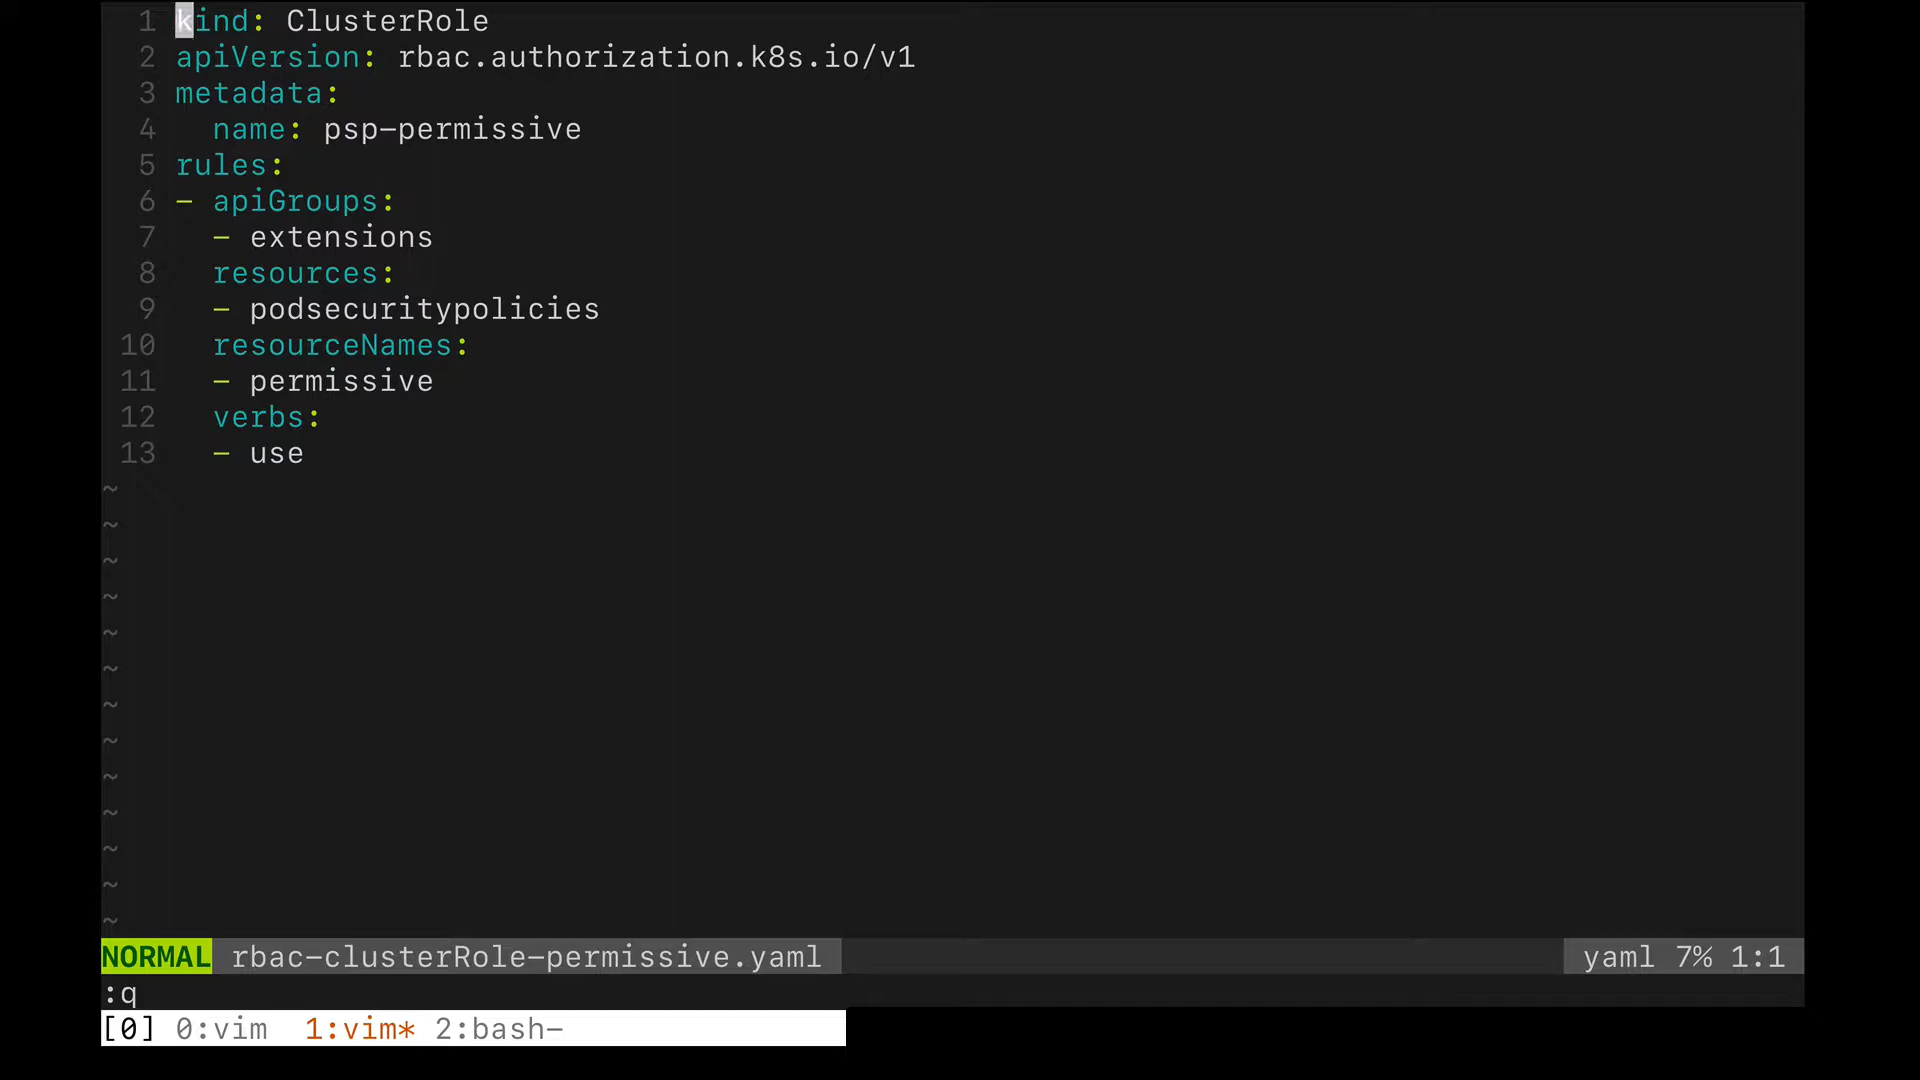 1 kind: ClusterRole
2 apiVersion: rbac.authorization.k8s.io/v1
3 metadata:
4   name: psp-permissive
5 rules:
6 - apiGroups:
7   - extensions
8   resources:
9   - podsecuritypolicies
10   resourceNames:
11   - permissive
12   verbs:
13   - use
~
~
~
~
~
~
~
~
~
~
~
~
~
NORMAL rbac-clusterRole-permissive.yaml yaml 7% 1:1
:q
[0] 0:vim  1:vim* 2:bash-